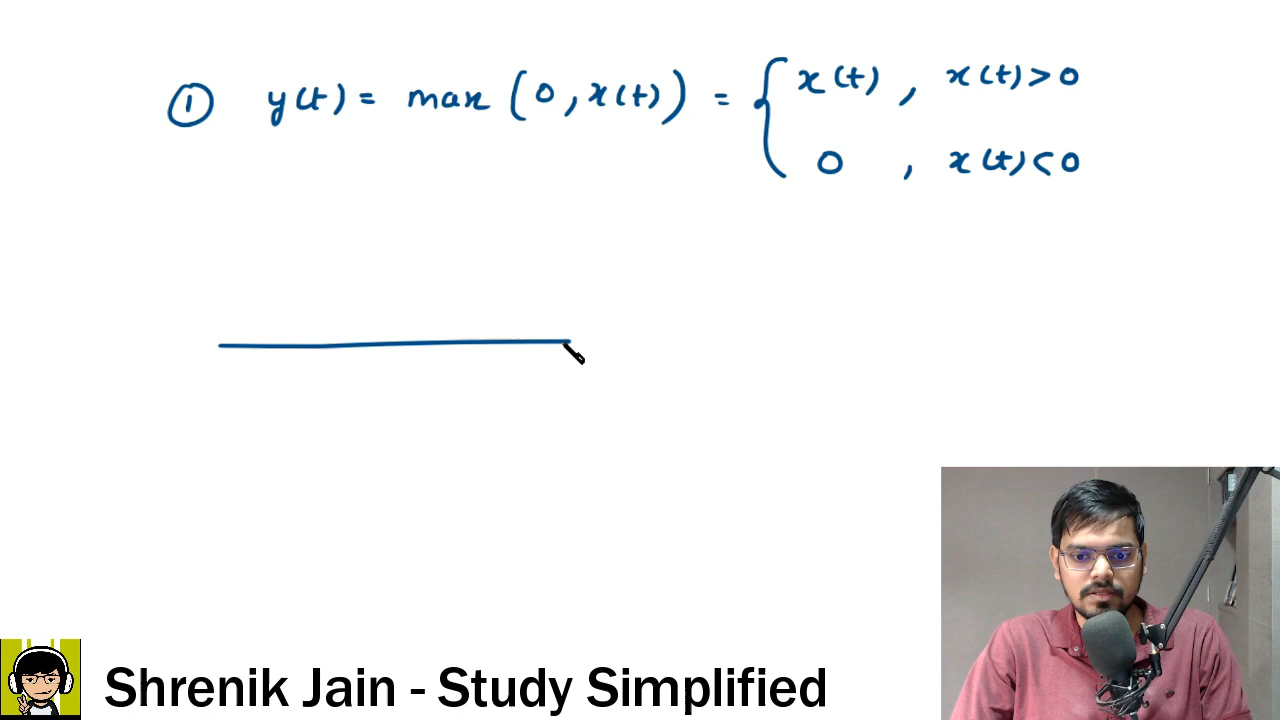 ① y(t) = max (0, x(t)) = { x(t) , x(t) > 0
0 , x(t) < 0
Shrenik Jain - Study Simplified